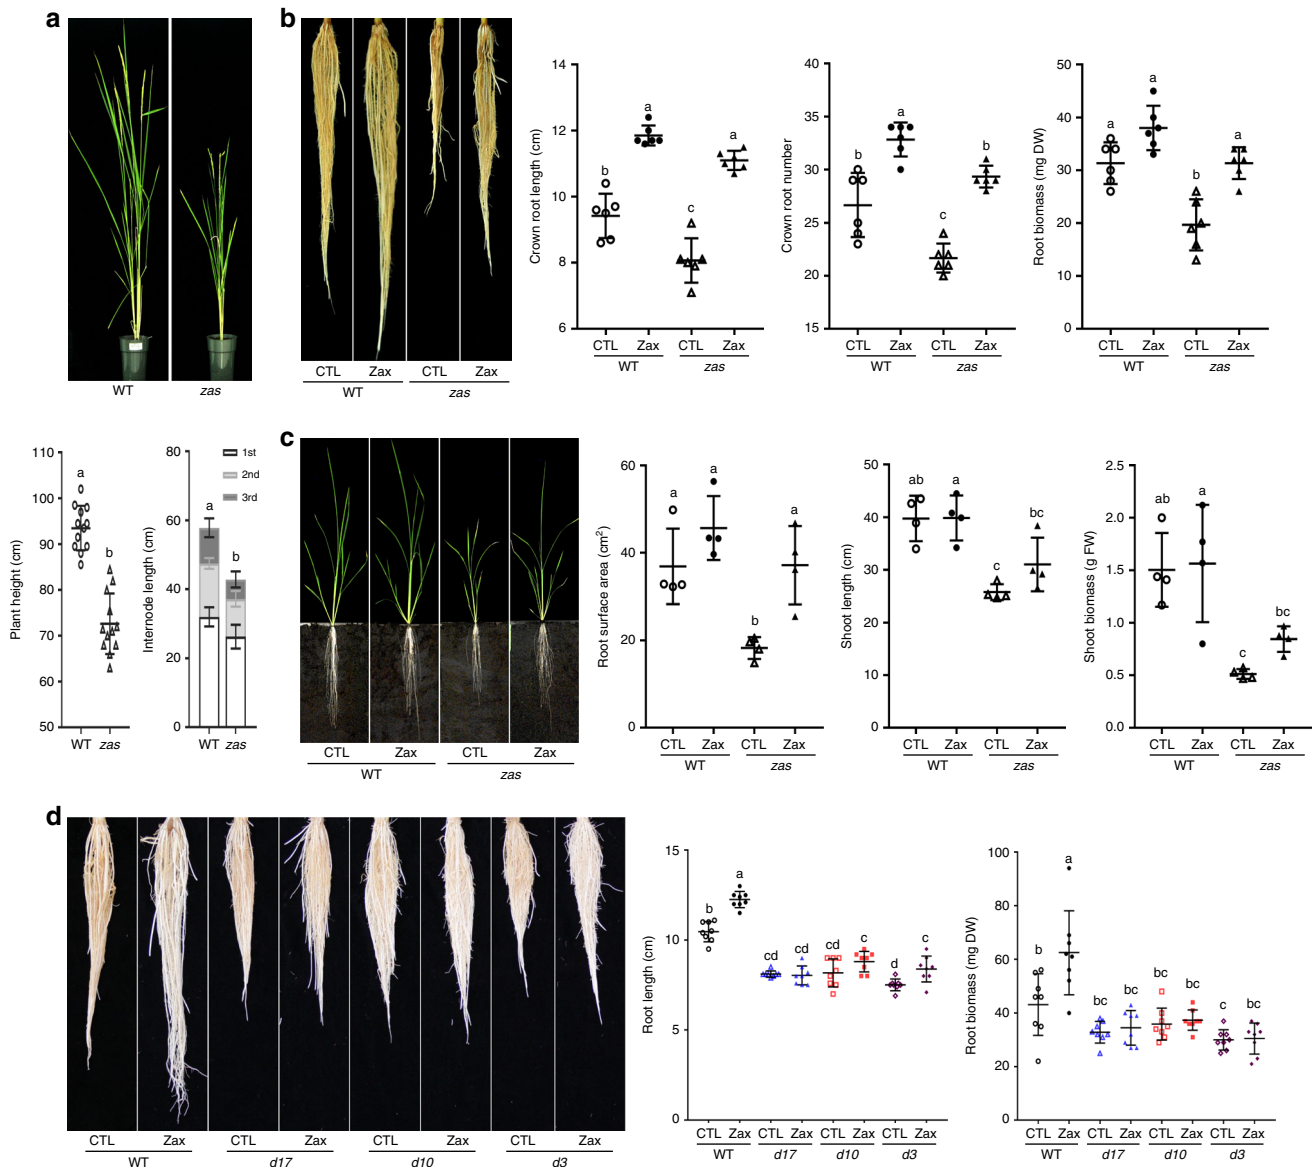 a
WT
zas
b
CTL Zax CTL Zax
WT zas
Crown root length (cm)
14
12
10
8
6
b
a
c
a
CTL Zax CTL Zax
WT zas
Crown root number
40
35
30
25
20
15
b
a
c
b
CTL Zax CTL Zax
WT zas
Root biomass (mg DW)
50
40
30
20
10
0
a
a
b
a
CTL Zax CTL Zax
WT zas
Plant height (cm)
110
100
90
80
70
60
50
a
b
WT zas
Internode length (cm)
80
60
40
20
0
1st
2nd
3rd
a
b
WT zas
c
CTL Zax CTL Zax
WT zas
Root surface area (cm2)
60
40
20
0
a
a
b
a
CTL Zax CTL Zax
WT zas
Shoot length (cm)
50
40
30
20
10
0
ab
a
c
bc
CTL Zax CTL Zax
WT zas
Shoot biomass (g FW)
2.5
2.0
1.5
1.0
0.5
0.0
ab
a
c
bc
CTL Zax CTL Zax
WT zas
d
CTL Zax CTL Zax CTL Zax CTL Zax
WT d17 d10 d3
Root length (cm)
15
10
5
0
b
a
cd
cd
cd
c
d
c
CTL Zax CTL Zax CTL Zax CTL Zax
WT d17 d10 d3
Root biomass (mg DW)
100
80
60
40
20
0
b
a
bc
bc
bc
bc
c
bc
CTL Zax CTL Zax CTL Zax CTL Zax
WT d17 d10 d3